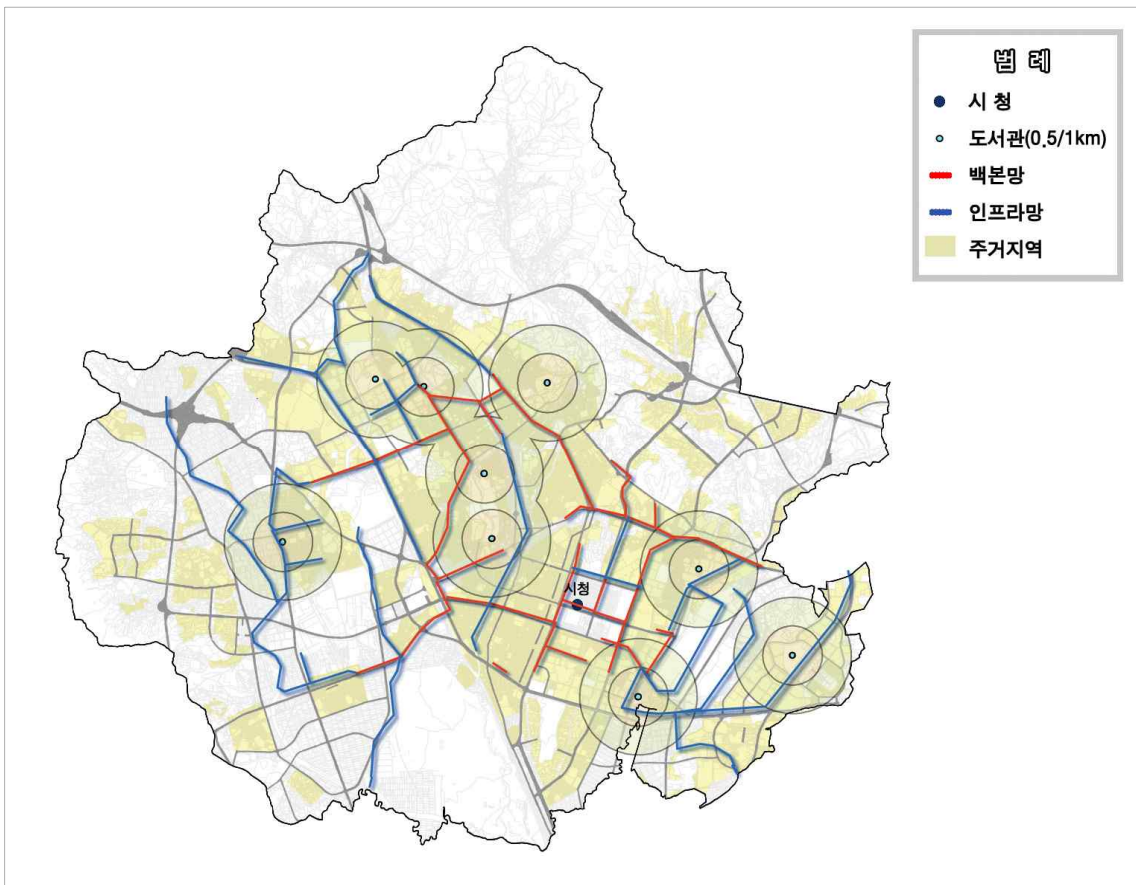 범 례
시 청
도서관(0.5/1km)
백본망
인프라망
주거지역
시청